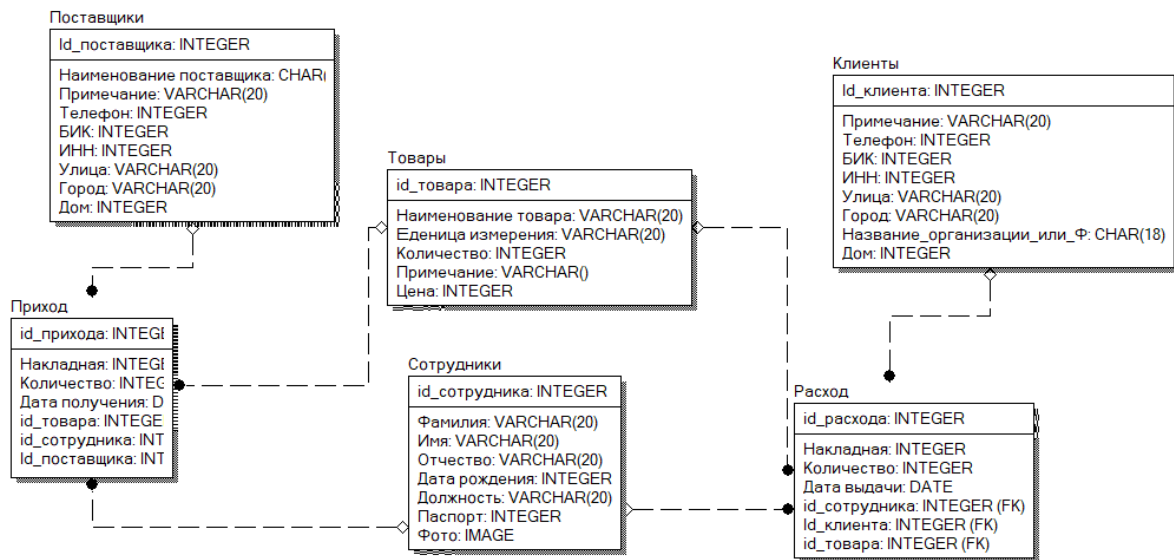 Поставщики
Id_поставщика: INTEGER
Наименование поставщика: CHAR(
Примечание: VARCHAR(20)
Телефон: INTEGER
БИК: INTEGER
ИНН: INTEGER
Улица: VARCHAR(20)
Город: VARCHAR(20)
Дом: INTEGER
Клиенты
Id_клиента: INTEGER
Примечание: VARCHAR(20)
Телефон: INTEGER
БИК: INTEGER
ИНН: INTEGER
Улица: VARCHAR(20)
Город: VARCHAR(20)
Название_организации_или_Ф: CHAR(18)
Дом: INTEGER
Товары
id_товара: INTEGER
Наименование товара: VARCHAR(20)
Еденица измерения: VARCHAR(20)
Количество: INTEGER
Примечание: VARCHAR()
Цена: INTEGER
Приход
id_прихода: INTEGE
Накладная: INTEGE
Количество: INTEG
Дата получения: D
id_товара: INTEGE
id_сотрудника: INT
Id_поставщика: INT
Сотрудники
id_сотрудника: INTEGER
Фамилия: VARCHAR(20)
Имя: VARCHAR(20)
Отчество: VARCHAR(20)
Дата рождения: INTEGER
Должность: VARCHAR(20)
Паспорт: INTEGER
Фото: IMAGE
Расход
id_расхода: INTEGER
Накладная: INTEGER
Количество: INTEGER
Дата выдачи: DATE
id_сотрудника: INTEGER (FK)
Id_клиента: INTEGER (FK)
id_товара: INTEGER (FK)